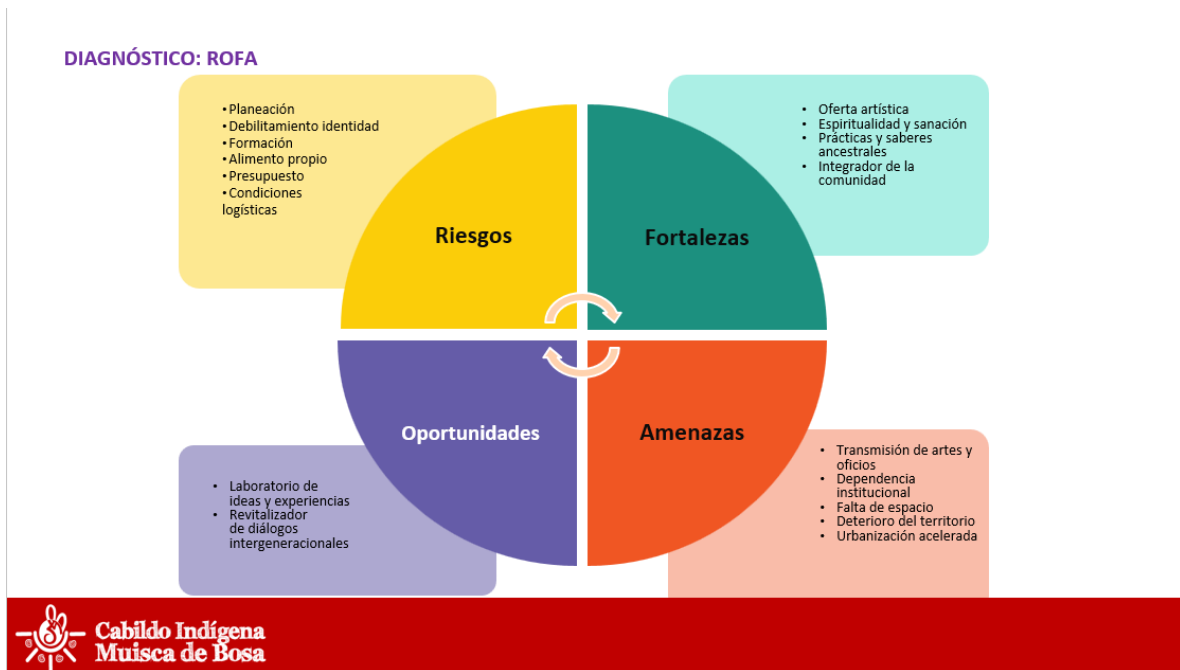 DIAGNÓSTICO: ROFA
•Planeación
•Debilitamiento identidad
•Formación
•Alimento propio
•Presupuesto
•Condiciones
logísticas
Riesgos
• Oferta artística
• Espiritualidad y sanación
• Prácticas y saberes
ancestrales
• Integrador de la
comunidad
Fortalezas
Oportunidades
• Laboratorio de
ideas y experiencias
• Revitalizador
de diálogos
intergeneracionales
Amenazas
• Transmisión de artes y
oficios
• Dependencia
institucional
• Falta de espacio
• Deterioro del territorio
• Urbanización acelerada
Cabildo Indígena
Muisca de Bosa